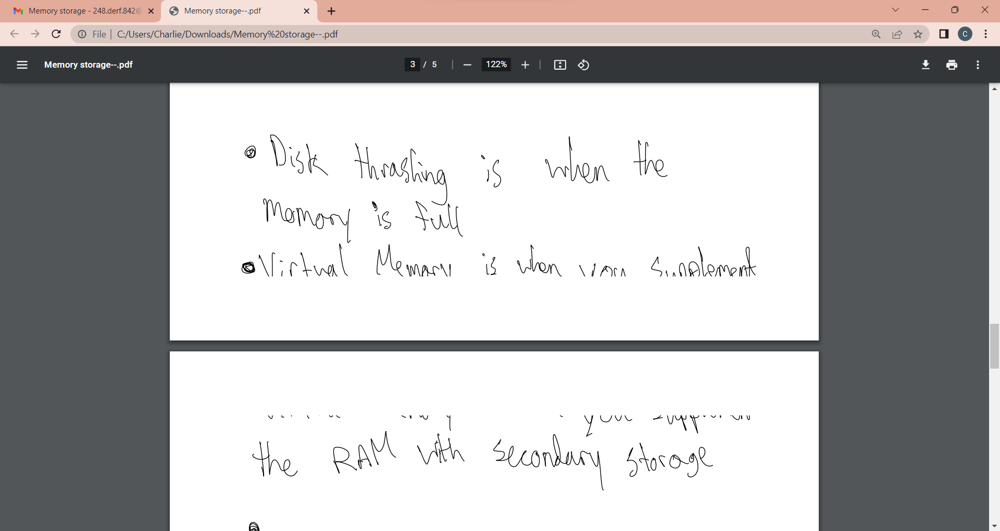 Memory storage - 248.derf.842@
Memory storage--.pdf
File | C:/Users/Charlie/Downloads/Memory%20storage--.pdf
C
Memory storage--.pdf
3 / 5
122%
Disk thrashing is when the
Memory is full
Virtual Memory is when your supplement
the RAM with secondary storage